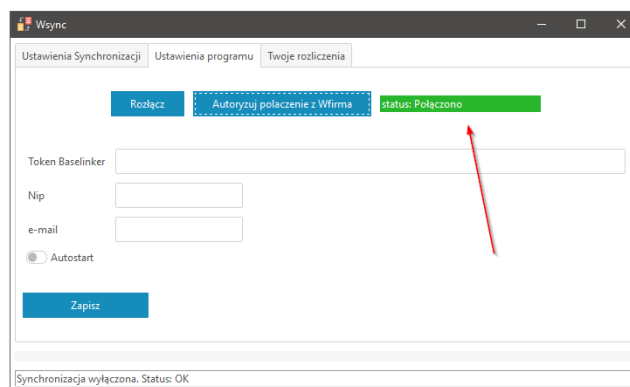 Wsync
Ustawienia Synchronizacji Ustawienia programu Twoje rozliczenia
Rozłącz Autoryzuj polaczenie z Wfirma status: Połączono
Token Baselinker
Nip
e-mail
Autostart
Zapisz
Synchronizacja wyłączona. Status: OK